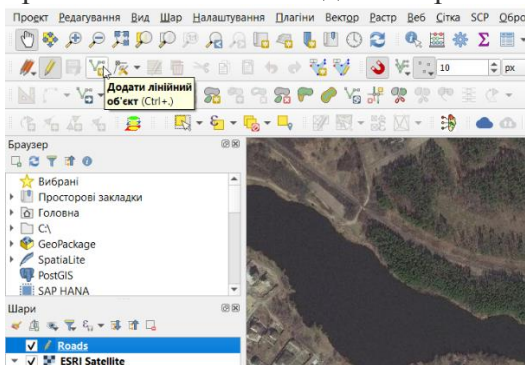 Проект Редагування Вид Шар Налаштування Плагіни Вектор Растр Веб Сітка SCP Обро
10
px
Додати лінійний
об'єкт (Ctrl+.)
Браузер
Вибрані
Просторові закладки
Головна
C:\
GeoPackage
SpatiaLite
PostGIS
SAP HANA
Шари
Roads
ESRI Satellite